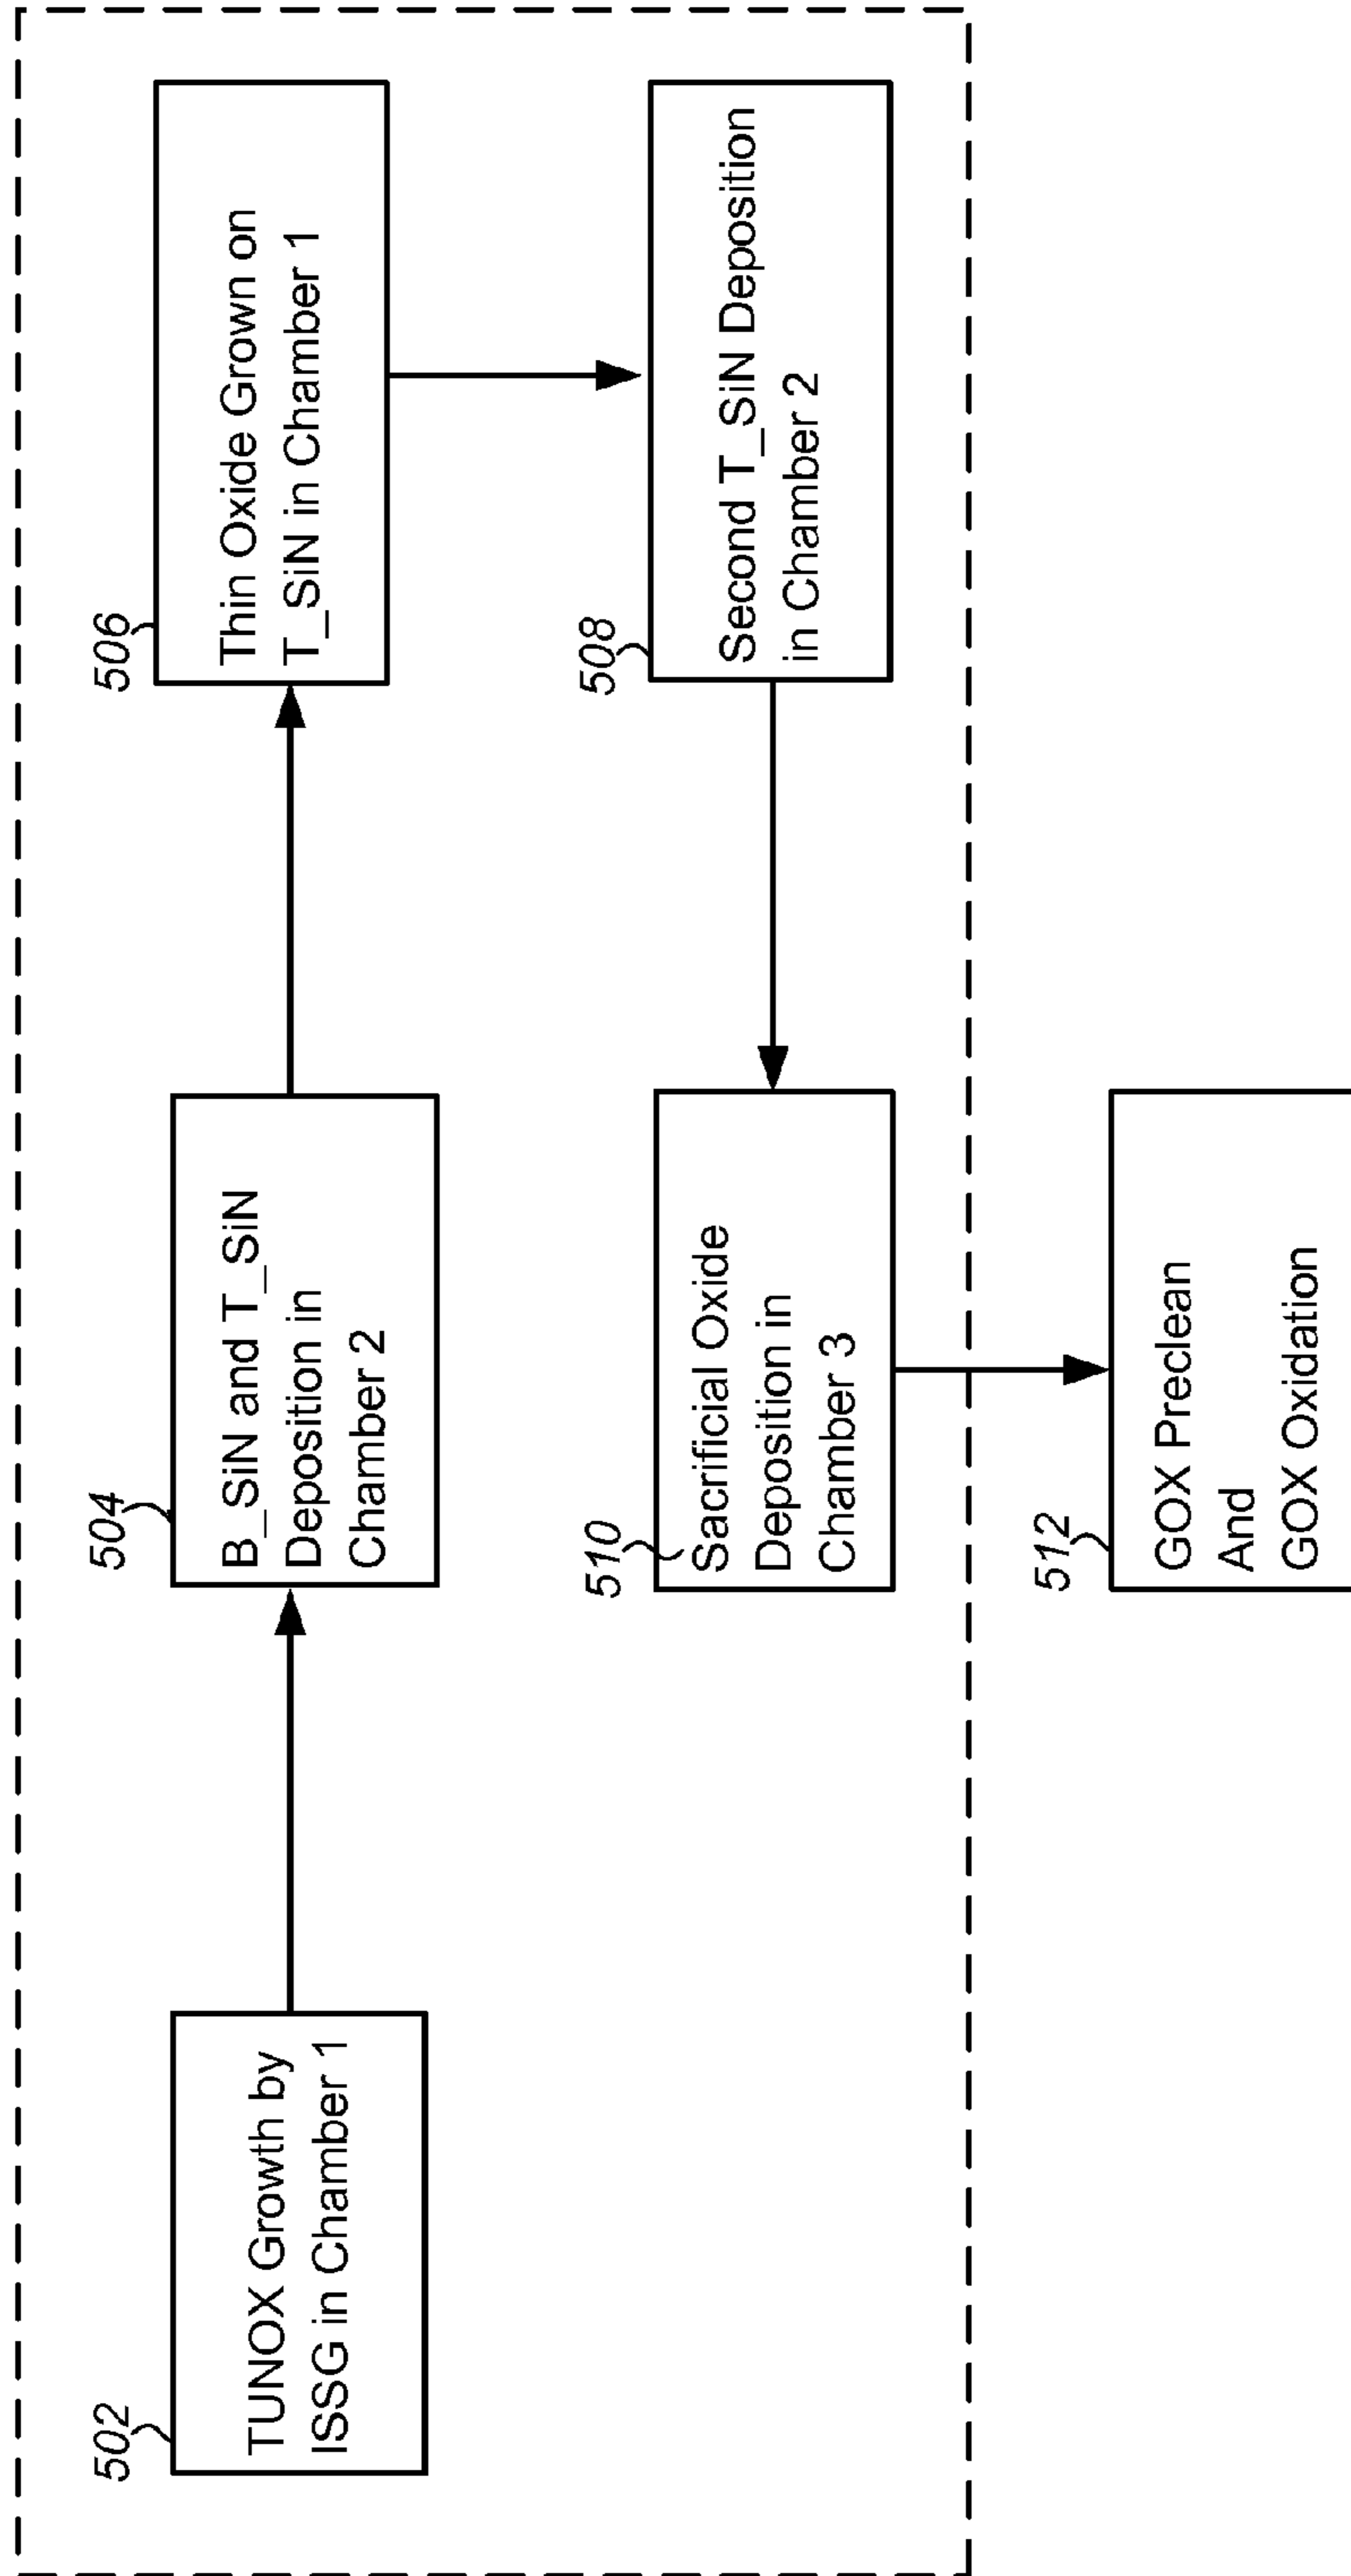 502
TUNOX Growth by
ISSG in Chamber 1
504
B_SiN and T_SiN
Deposition in
Chamber 2
506
Thin Oxide Grown on
T_SiN in Chamber 1
508
Second T_SiN Deposition
in Chamber 2
510
Sacrificial Oxide
Deposition in
Chamber 3
512
GOX Preclean
And
GOX Oxidation